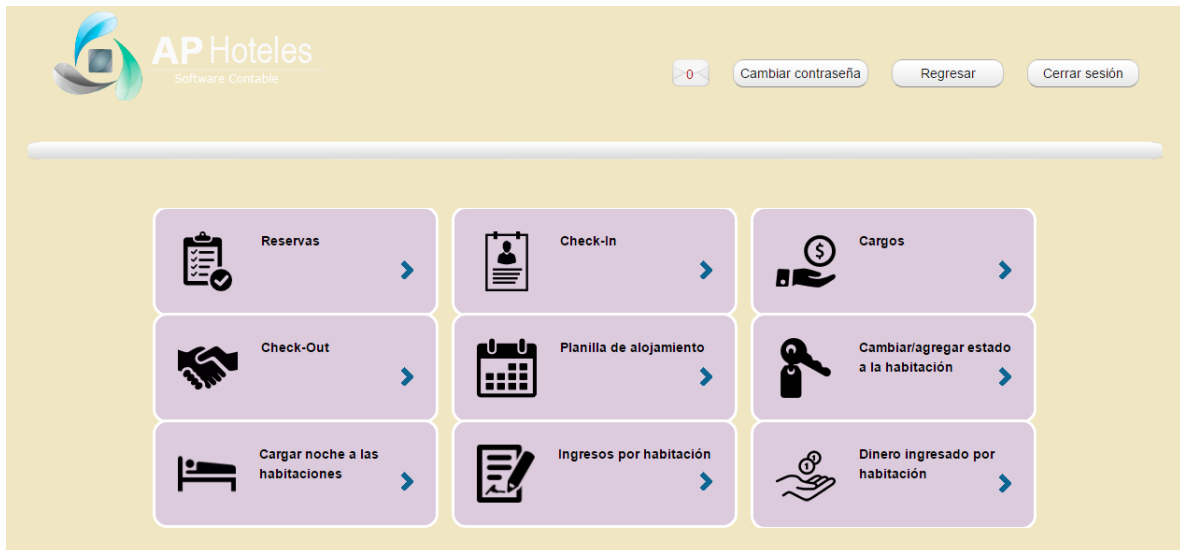 AP Hoteles
Software Contable
0
Cambiar contraseña
Regresar
Cerrar sesión
Reservas
Check-In
Cargos
Check-Out
Planilla de alojamiento
Cambiar/agregar estado
a la habitación
Cargar noche a las
habitaciones
Ingresos por habitación
Dinero ingresado por
habitación